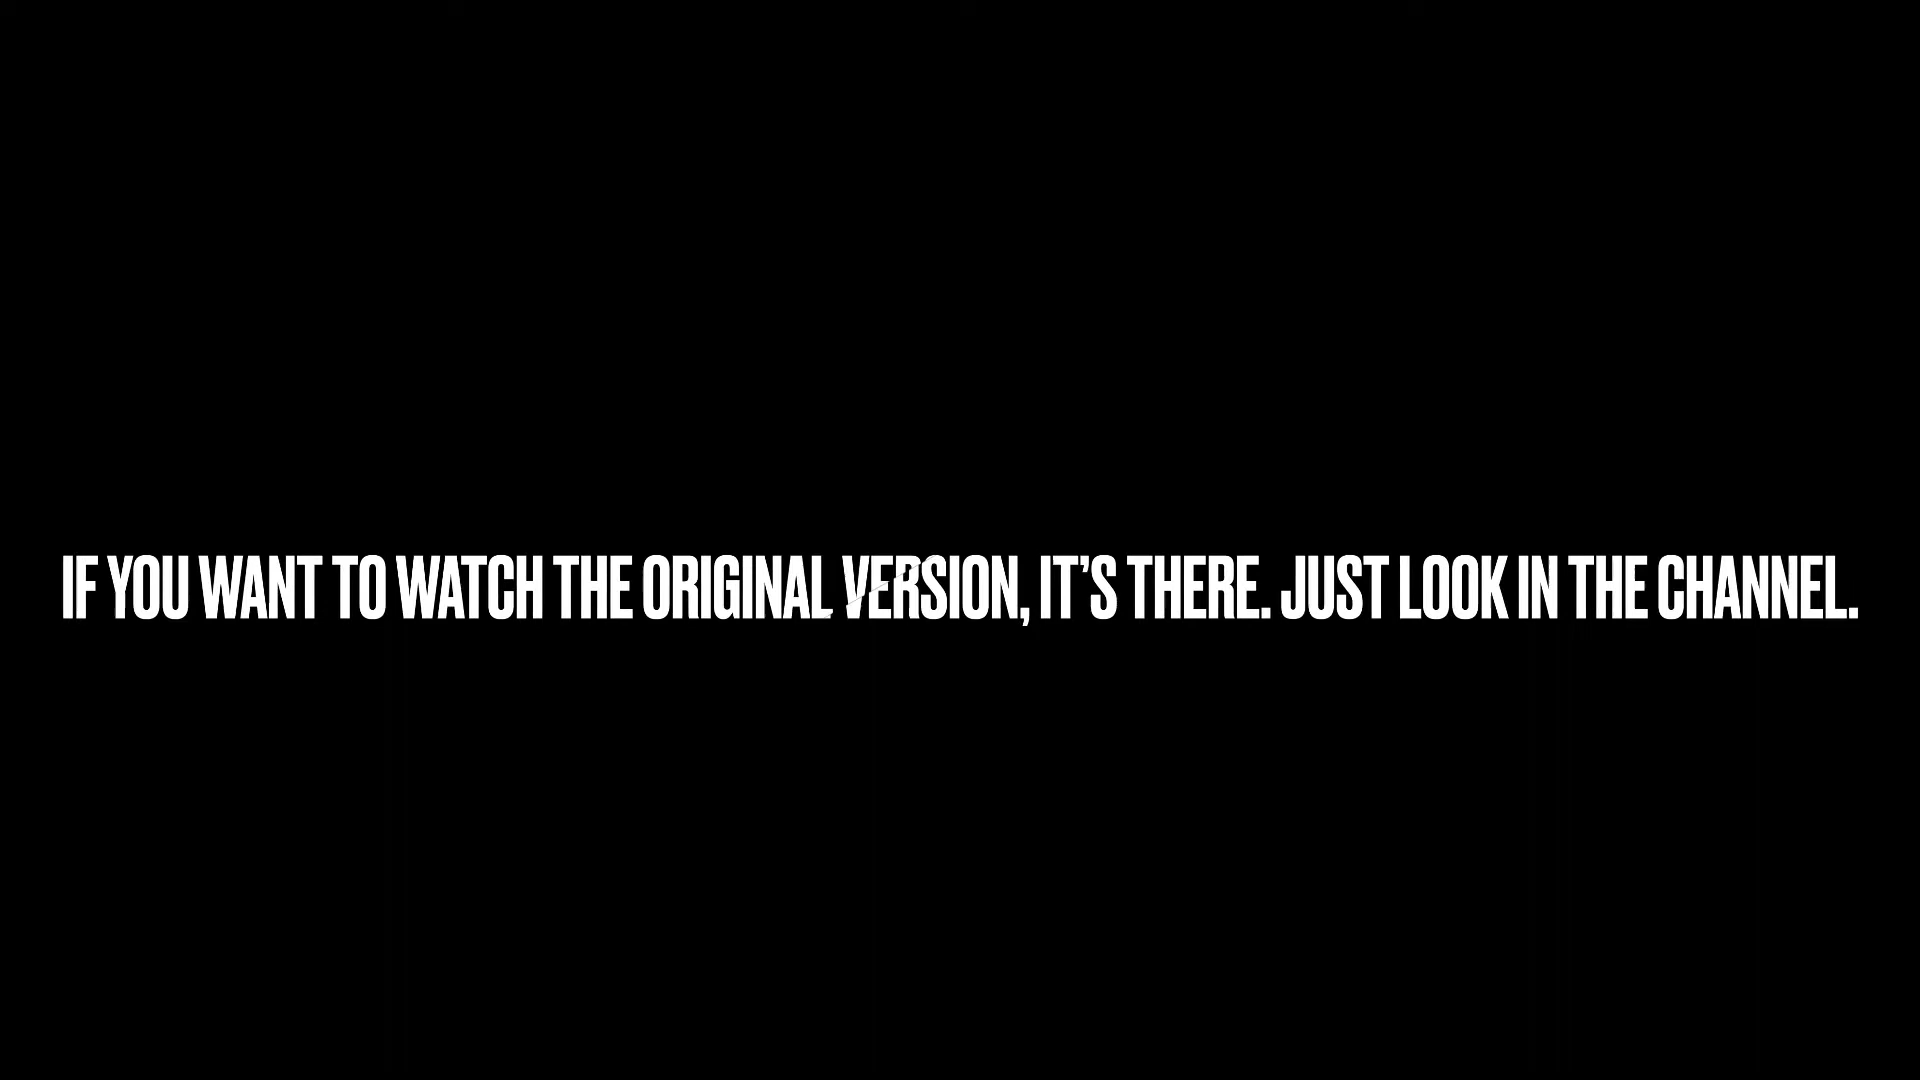 IF YOU WANT TO WATCH THE ORIGINAL VERSION, IT’S THERE. JUST LOOK IN THE CHANNEL.